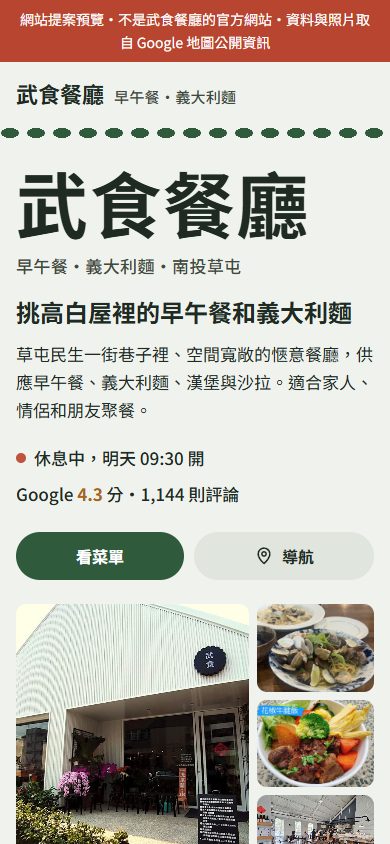 網站提案預覽・不是武食餐廳的官方網站・資料與照片取
自 Google 地圖公開資訊
武食餐廳 早午餐・義大利麵
武食餐廳
早午餐・義大利麵・南投草屯
挑高白屋裡的早午餐和義大利麵
草屯民生一街巷子裡、空間寬敞的愜意餐廳，供
應早午餐、義大利麵、漢堡與沙拉。適合家人、
情侶和朋友聚餐。
休息中，明天 09:30 開
Google 4.3 分・1,144 則評論
看菜單
導航
武食
花椒牛腱飯